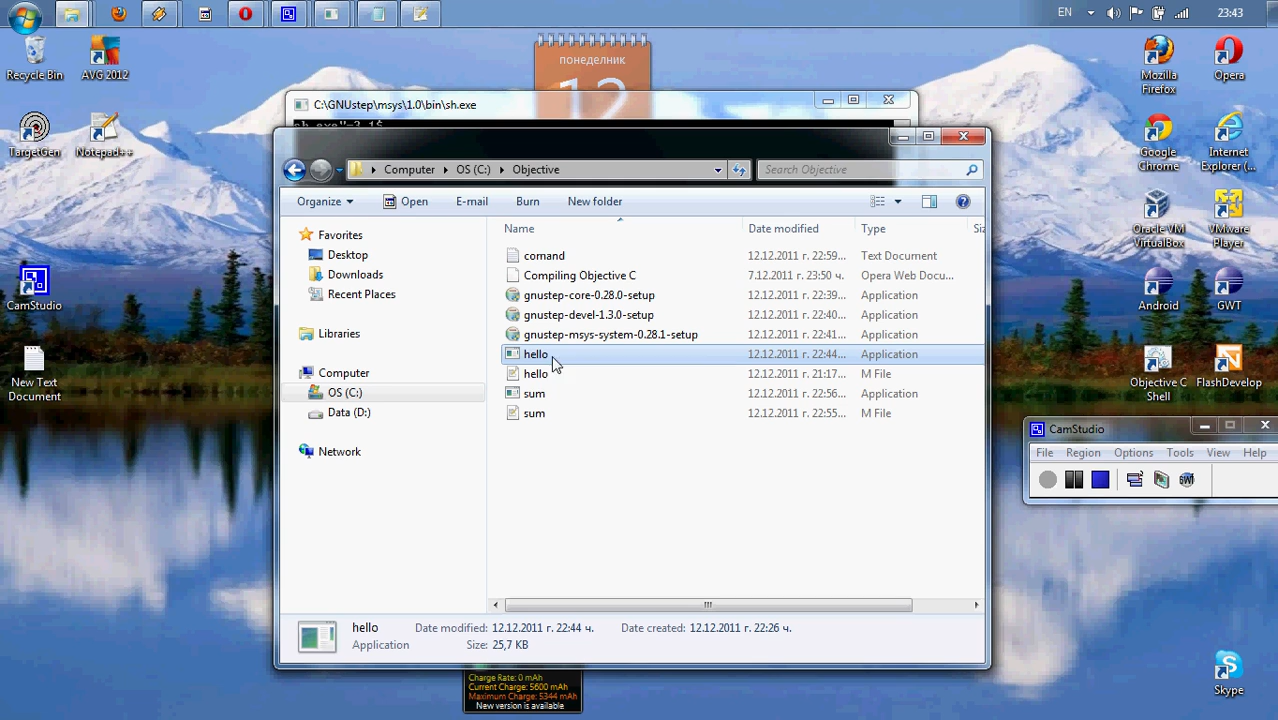 EN
23:43
Recycle Bin
AVG 2012
TargetGen
Notepad++
CamStudio
New Text
Document
понеделник
12
C:\GNUstep\msys\1.0\bin\sh.exe
sh.exe"-3.1$
Computer
OS (C:)
Objective
Search Objective
Organize
Open
E-mail
Burn
New folder
Favorites
Desktop
Downloads
Recent Places
Libraries
Computer
OS (C:)
Data (D:)
Network
Name Date modified Type Siz
comand 12.12.2011 г. 22:59... Text Document
Compiling Objective C 7.12.2011 г. 23:50 ч. Opera Web Docu...
gnustep-core-0.28.0-setup 12.12.2011 г. 22:39... Application
gnustep-devel-1.3.0-setup 12.12.2011 г. 22:40... Application
gnustep-msys-system-0.28.1-setup 12.12.2011 г. 22:41... Application
hello 12.12.2011 г. 22:44... Application
hello 12.12.2011 г. 21:17... M File
sum 12.12.2011 г. 22:56... Application
sum 12.12.2011 г. 22:55... M File
hello Date modified: 12.12.2011 г. 22:44 ч. Date created: 12.12.2011 г. 22:26 ч.
Application Size: 25,7 KB
Charge Rate: 0 mAh
Current Charge: 5600 mAh
Maximum Charge: 5344 mAh
New version is available
Mozilla
Firefox
Opera
Google
Chrome
Internet
Explorer (...
Oracle VM
VirtualBox
VMware
Player
Android
GWT
Objective C
Shell
FlashDevelop
CamStudio
File Region Options Tools View Help
SWF
Skype